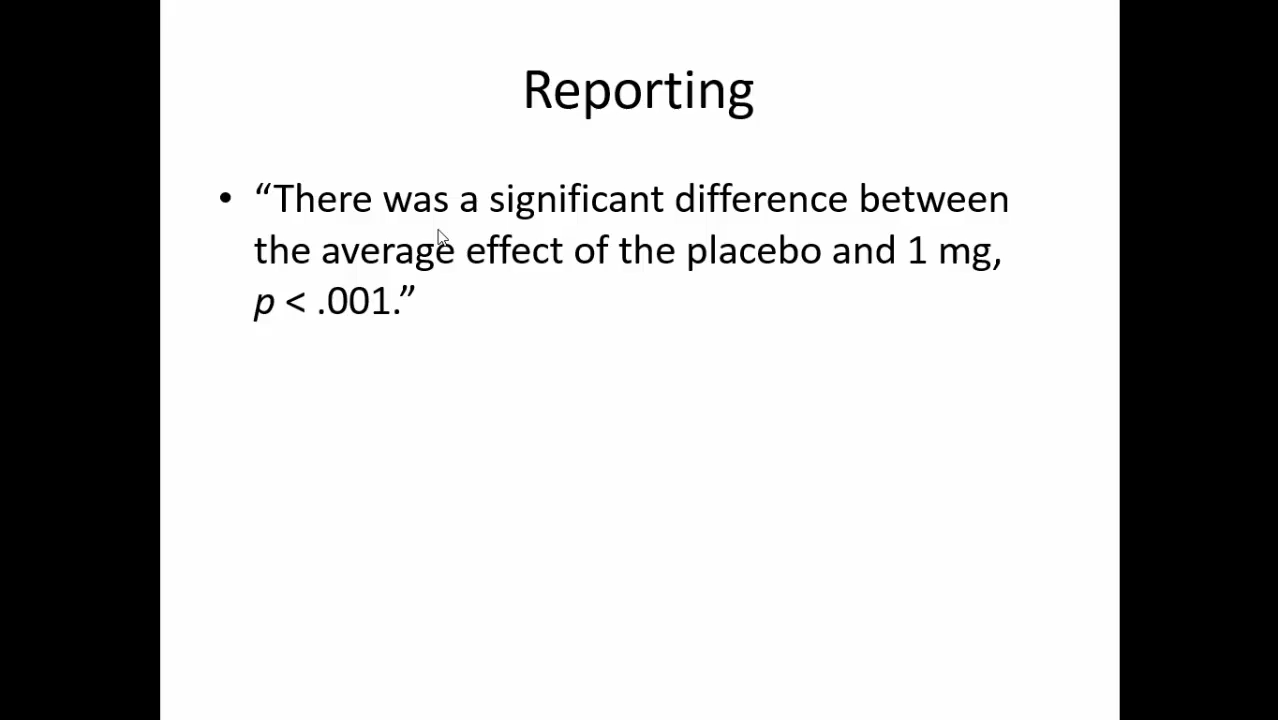 Reporting
• “There was a significant difference between
the average effect of the placebo and 1 mg,
p < .001.”